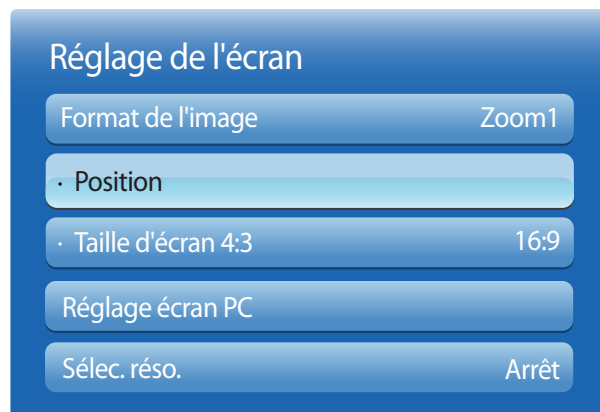 Réglage de l'écran
Format de l'image Zoom1
· Position
· Taille d'écran 4:3 16:9
Réglage écran PC
Sélec. réso. Arrêt